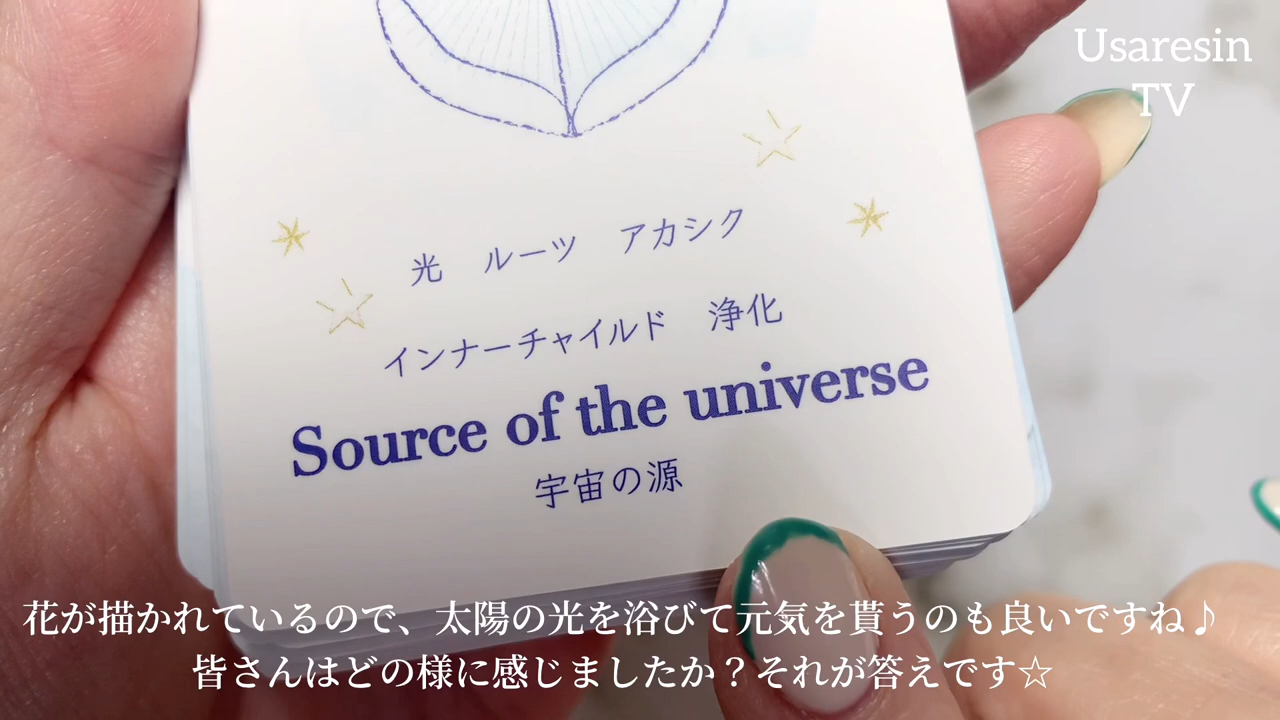 Usaresin
TV
光 ルーツ アカシク
インナーチャイルド 浄化
Source of the universe
宇宙の源
花が描かれているので、太陽の光を浴びて元気を貰うのも良いですね♪
皆さんはどの様に感じましたか？それが答えです☆